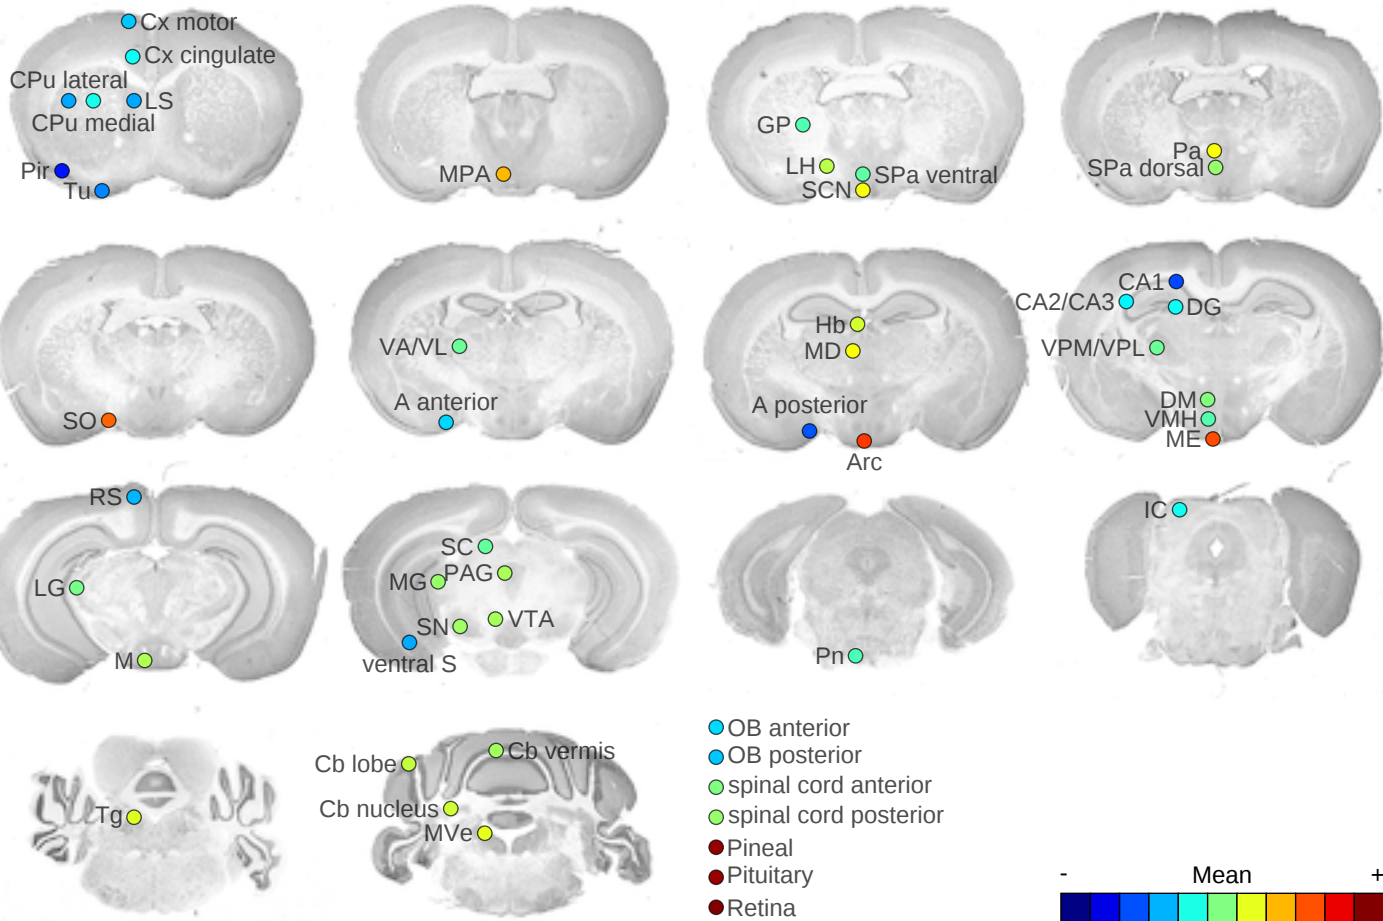 Cx motor
Cx cingulate
CPu lateral
LS
CPu medial
Pir
Tu
MPA
GP
LH
SPa ventral
SCN
Pa
SPa dorsal
SO
VA/VL
A anterior
Hb
MD
A posterior
Arc
CA1
CA2/CA3
DG
VPM/VPL
DM
VMH
ME
RS
LG
M
SC
MG
PAG
SN
VTA
ventral S
Pn
IC
Tg
Cb lobe
Cb vermis
Cb nucleus
MVe
OB anterior
OB posterior
spinal cord anterior
spinal cord posterior
Pineal
Pituitary
Retina
- Mean +